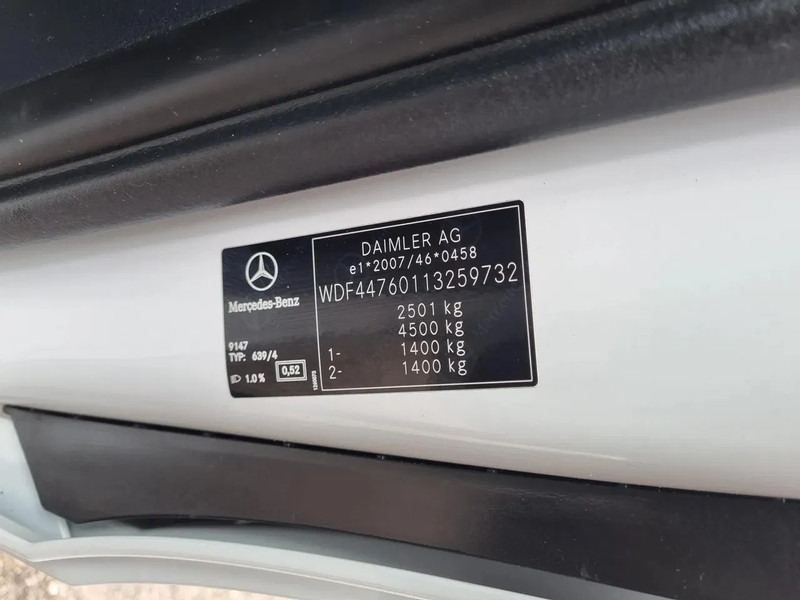 DAIMLER AG
e1*2007/46*0458
WDF44760113259732
2501 kg
4500 kg
1- 1400 kg
2- 1400 kg
Mercedes-Benz
9147
TYP: 639/4
1.0 % 0,52